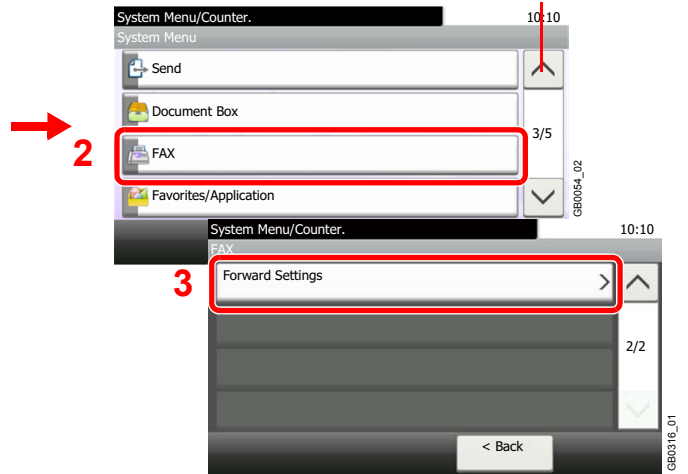 System Menu/Counter.
10:10
System Menu
Send
Document Box
3/5
2
FAX
Favorites/Application
GB0054_02
System Menu/Counter.
10:10
FAX
3
Forward Settings
2/2
< Back
GB0316_01